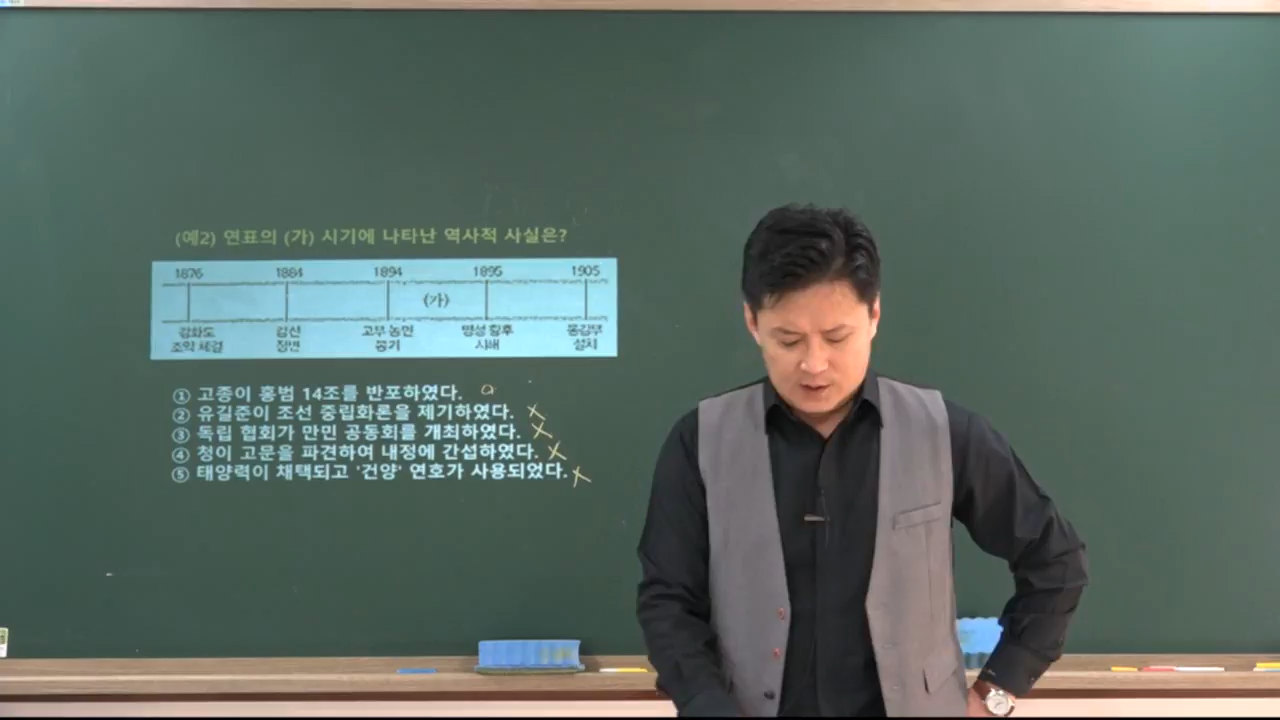 (예2) 연표의 (가) 시기에 나타난 역사적 사실은?
1876 1884 1894 1895 1905
(가)
강화도 갑신 고부 농민 명성 황후 통감부
조약 체결 정변 봉기 시해 설치
① 고종이 홍범 14조를 반포하였다.
② 유길준이 조선 중립화론을 제기하였다.
③ 독립 협회가 만민 공동회를 개최하였다.
④ 청이 고문을 파견하여 내정에 간섭하였다.
⑤ 태양력이 채택되고 '건양' 연호가 사용되었다.